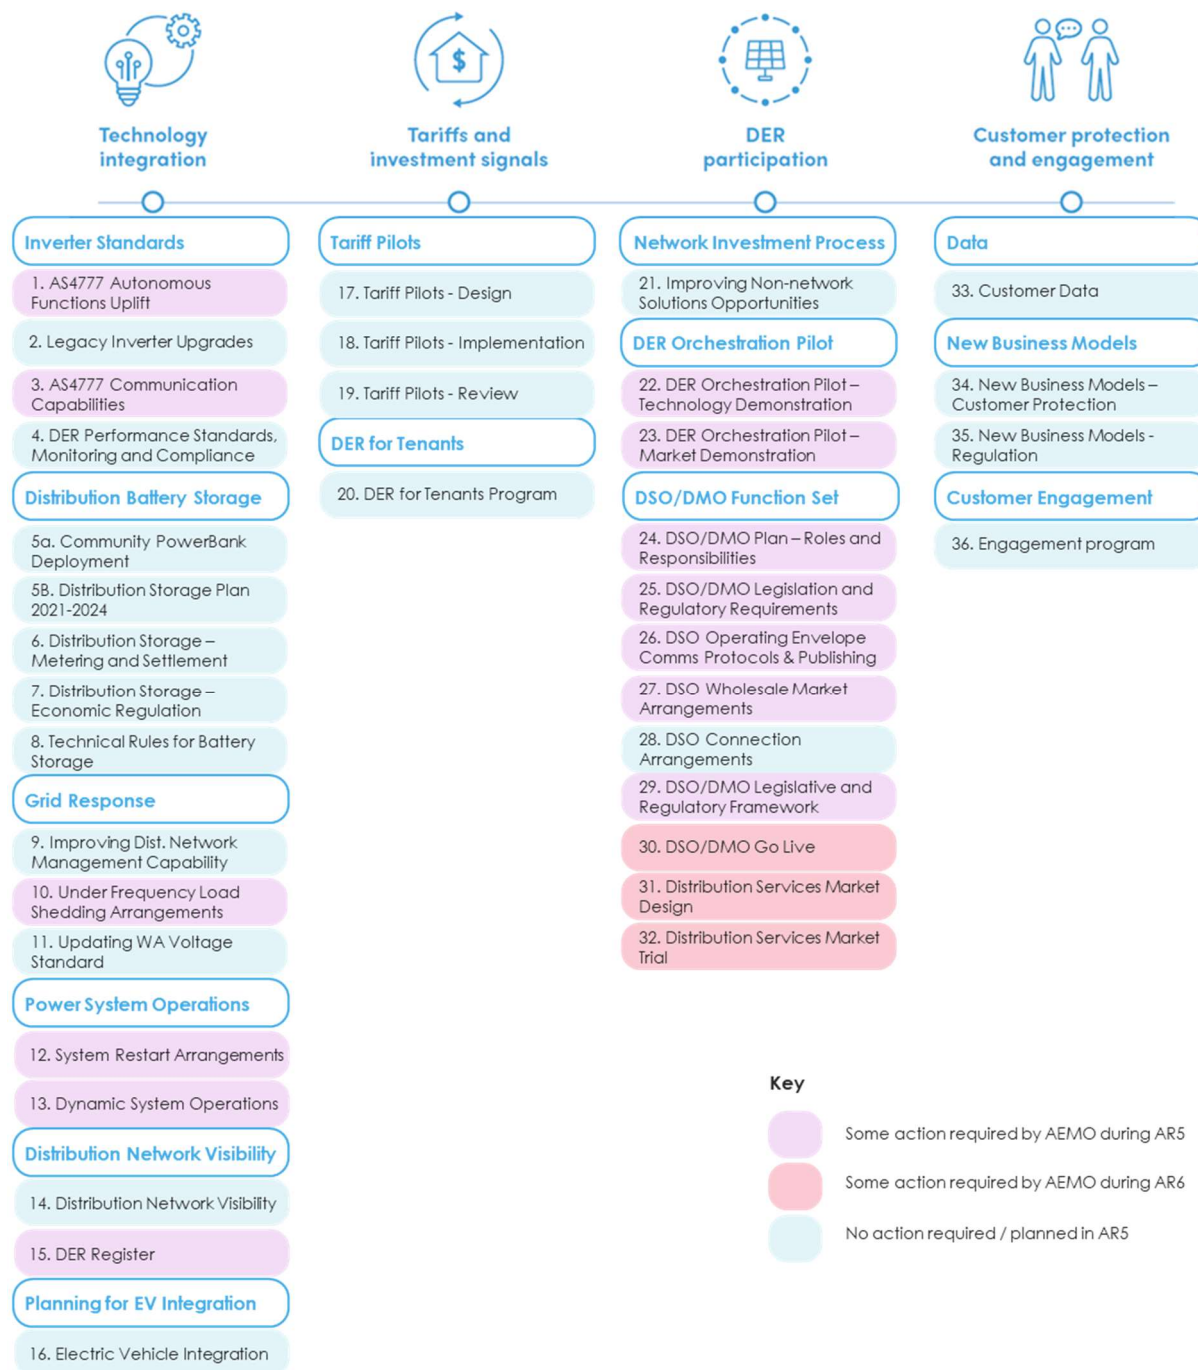 Technology
integration
Tariffs and
investment signals
DER
participation
Customer protection
and engagement
Inverter Standards
1. AS4777 Autonomous
Functions Uplift
2. Legacy Inverter Upgrades
3. AS4777 Communication
Capabilities
4. DER Performance Standards,
Monitoring and Compliance
Distribution Battery Storage
5a. Community PowerBank
Deployment
5B. Distribution Storage Plan
2021-2024
6. Distribution Storage –
Metering and Settlement
7. Distribution Storage –
Economic Regulation
8. Technical Rules for Battery
Storage
Grid Response
9. Improving Dist. Network
Management Capability
10. Under Frequency Load
Shedding Arrangements
11. Updating WA Voltage
Standard
Power System Operations
12. System Restart Arrangements
13. Dynamic System Operations
Distribution Network Visibility
14. Distribution Network Visibility
15. DER Register
Planning for EV Integration
16. Electric Vehicle Integration
Tariff Pilots
17. Tariff Pilots - Design
18. Tariff Pilots - Implementation
19. Tariff Pilots - Review
DER for Tenants
20. DER for Tenants Program
Network Investment Process
21. Improving Non-network
Solutions Opportunities
DER Orchestration Pilot
22. DER Orchestration Pilot –
Technology Demonstration
23. DER Orchestration Pilot –
Market Demonstration
DSO/DMO Function Set
24. DSO/DMO Plan – Roles and
Responsibilities
25. DSO/DMO Legislation and
Regulatory Requirements
26. DSO Operating Envelope
Comms Protocols & Publishing
27. DSO Wholesale Market
Arrangements
28. DSO Connection
Arrangements
29. DSO/DMO Legislative and
Regulatory Framework
30. DSO/DMO Go Live
31. Distribution Services Market
Design
32. Distribution Services Market
Trial
Data
33. Customer Data
New Business Models
34. New Business Models –
Customer Protection
35. New Business Models -
Regulation
Customer Engagement
36. Engagement program
Key
Some action required by AEMO during AR5
Some action required by AEMO during AR6
No action required / planned in AR5